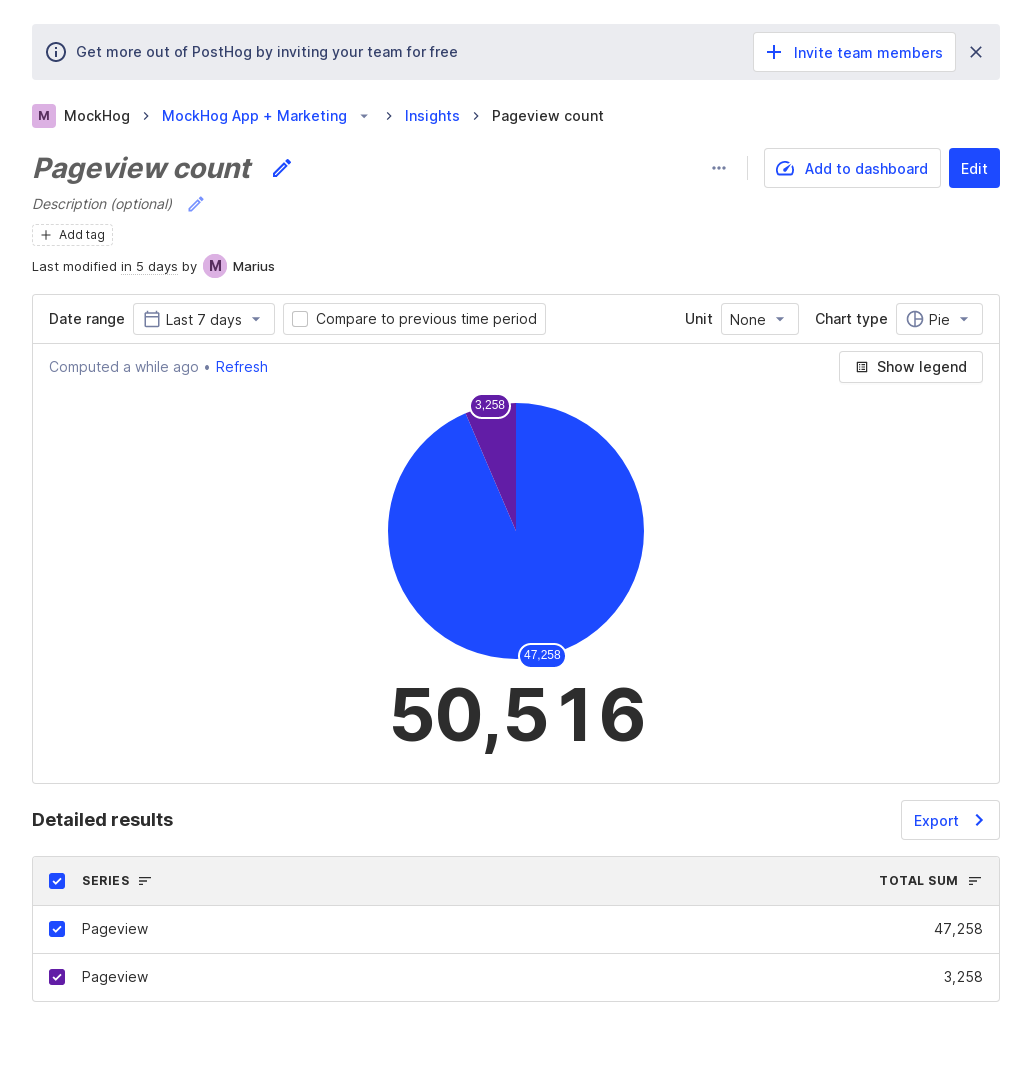 Get more out of PostHog by inviting your team for free
Invite team members
M MockHog MockHog App + Marketing Insights Pageview count
Pageview count
Add to dashboard
Edit
Description (optional)
Add tag
Last modified in 5 days by M Marius
Date range Last 7 days Compare to previous time period Unit None Chart type Pie
Computed a while ago • Refresh
Show legend
3,258
47,258
50,516
Detailed results
Export
SERIES TOTAL SUM
Pageview 47,258
Pageview 3,258